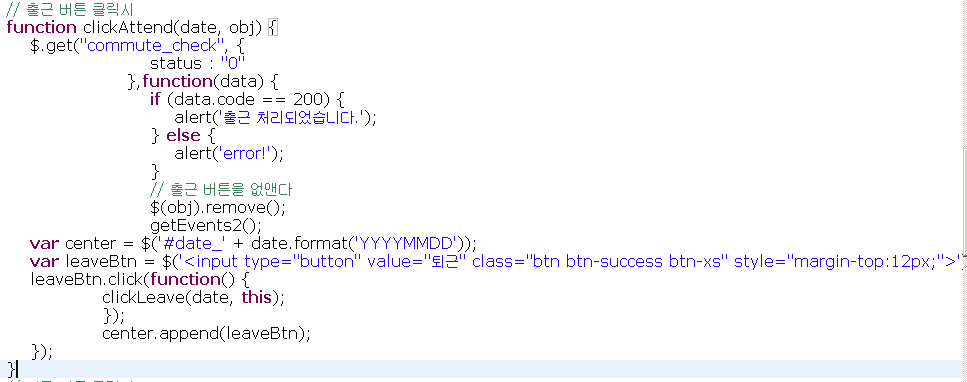 // 출근 버튼 클릭시
function clickAttend(date, obj) {
$.get("commute_check", {
status : "0"
},function(data) {
if (data.code == 200) {
alert('출근 처리되었습니다.');
} else {
alert('error!');
}
// 출근 버튼을 없앤다
$(obj).remove();
getEvents2();
var center = $('#date_' + date.format('YYYYMMDD'));
var leaveBtn = $('<input type="button" value="퇴근" class="btn btn-success btn-xs" style="margin-top:12px;">'
leaveBtn.click(function() {
clickLeave(date, this);
});
center.append(leaveBtn);
});
}